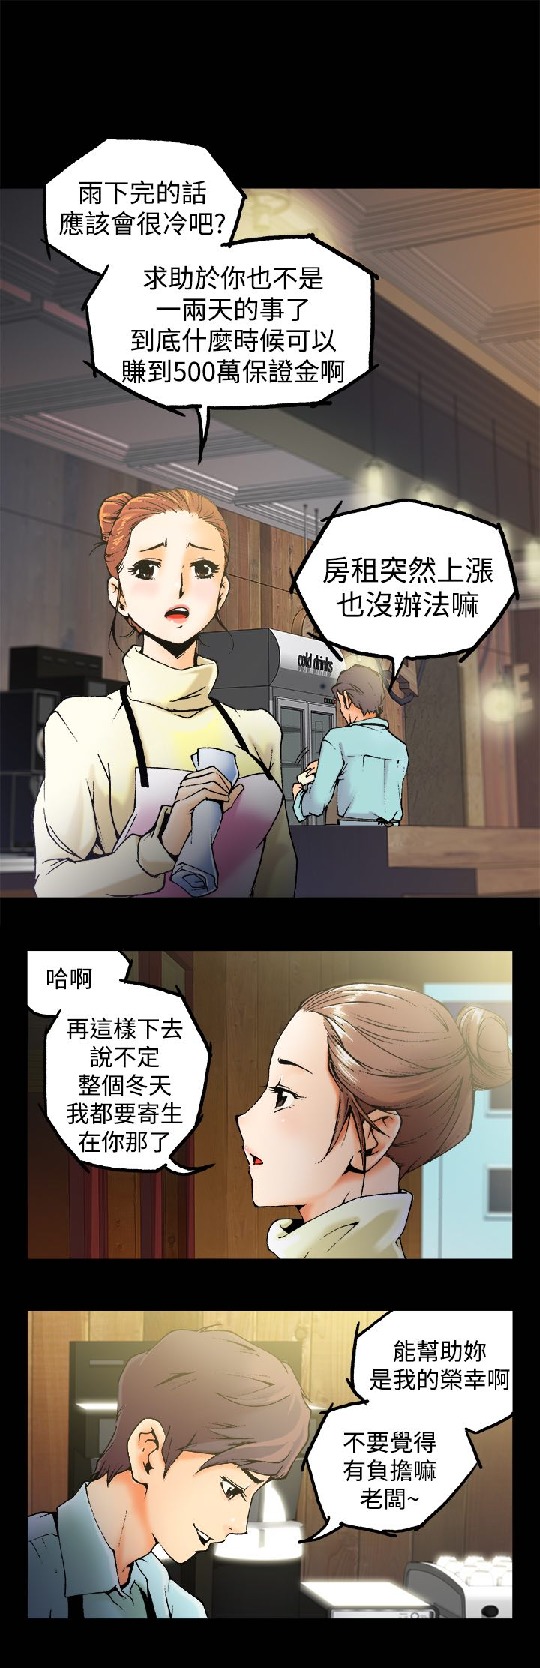 雨下完的話
應該會很冷吧?
求助於你也不是
一兩天的事了
到底什麼時候可以
賺到500萬保證金啊
房租突然上漲
也沒辦法嘛
cold drinks
E
哈啊
再這樣下去
說不定
整個冬天
我都要寄生
在你那了
能幫助妳
是我的榮幸啊
不要覺得
有負擔嘛
老闆~